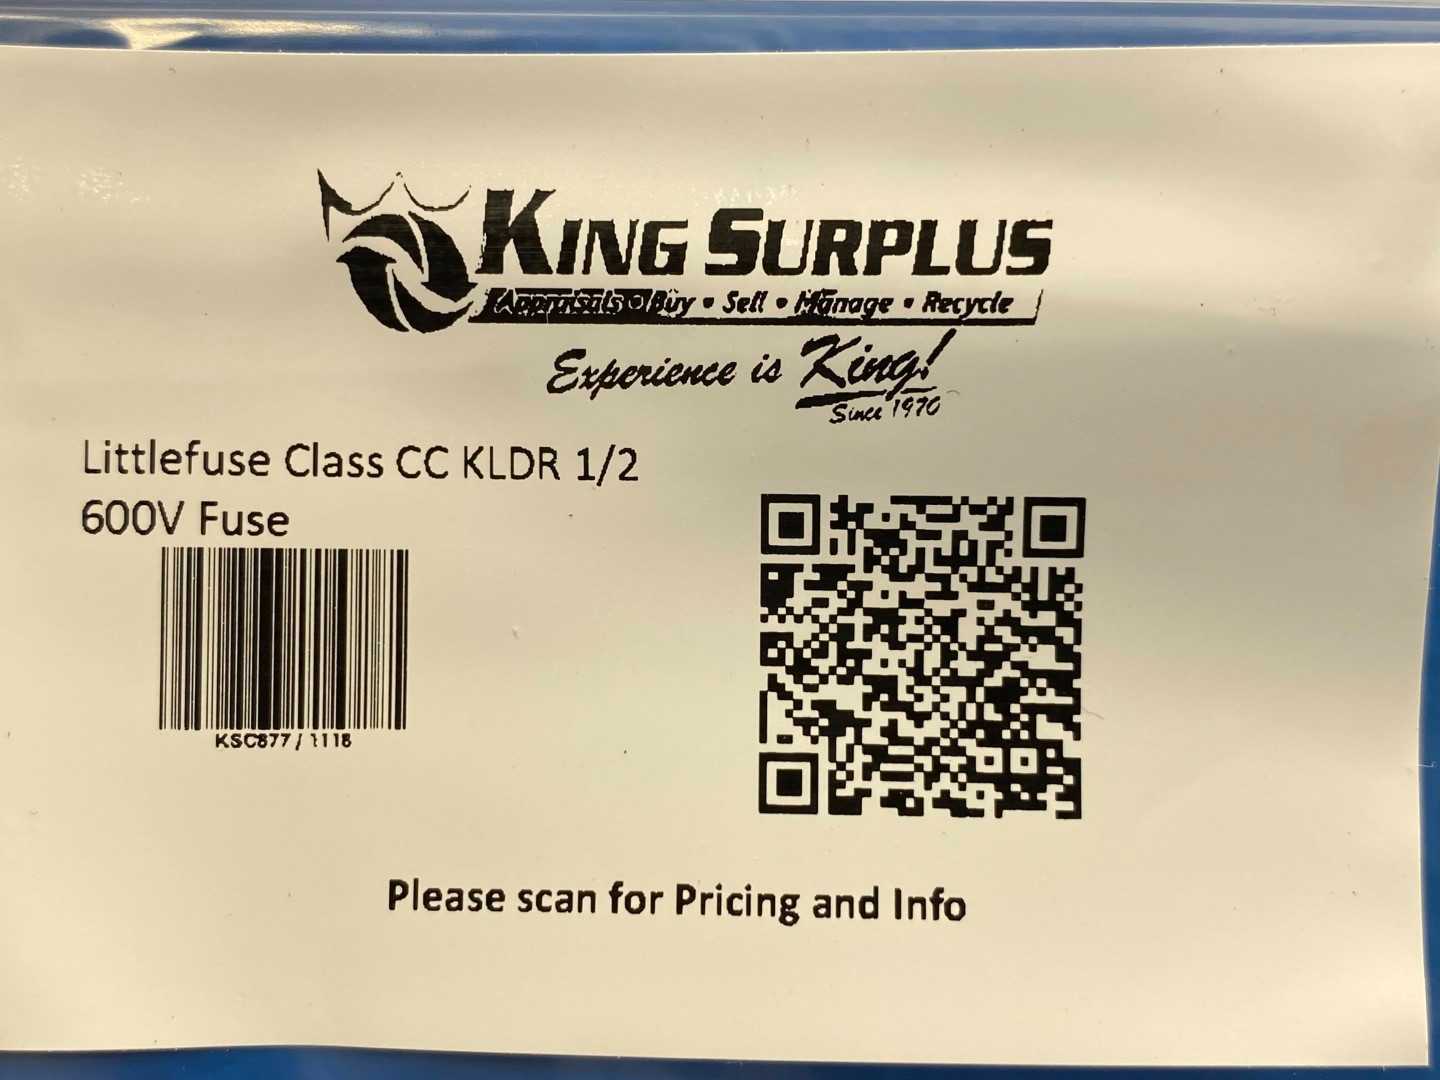 KING SURPLUS
Appraisals • Buy • Sell • Manage • Recycle
Experience is King!
Since 1970
Littlefuse Class CC KLDR 1/2
600V Fuse
KSC877 / 1118
Please scan for Pricing and Info